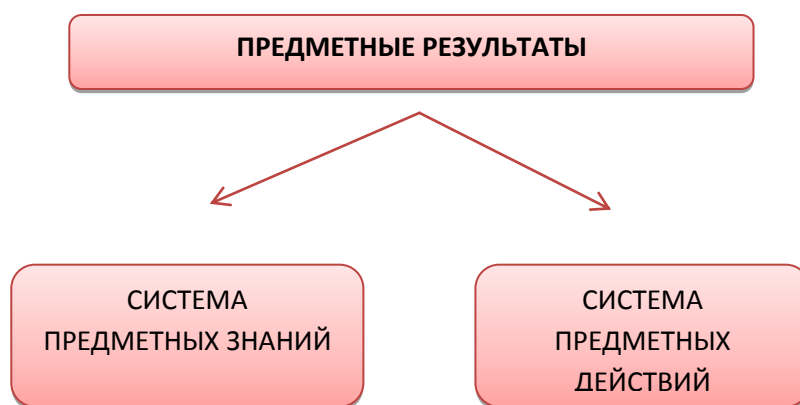 ПРЕДМЕТНЫЕ РЕЗУЛЬТАТЫ
СИСТЕМА
ПРЕДМЕТНЫХ ЗНАНИЙ
СИСТЕМА
ПРЕДМЕТНЫХ
ДЕЙСТВИЙ